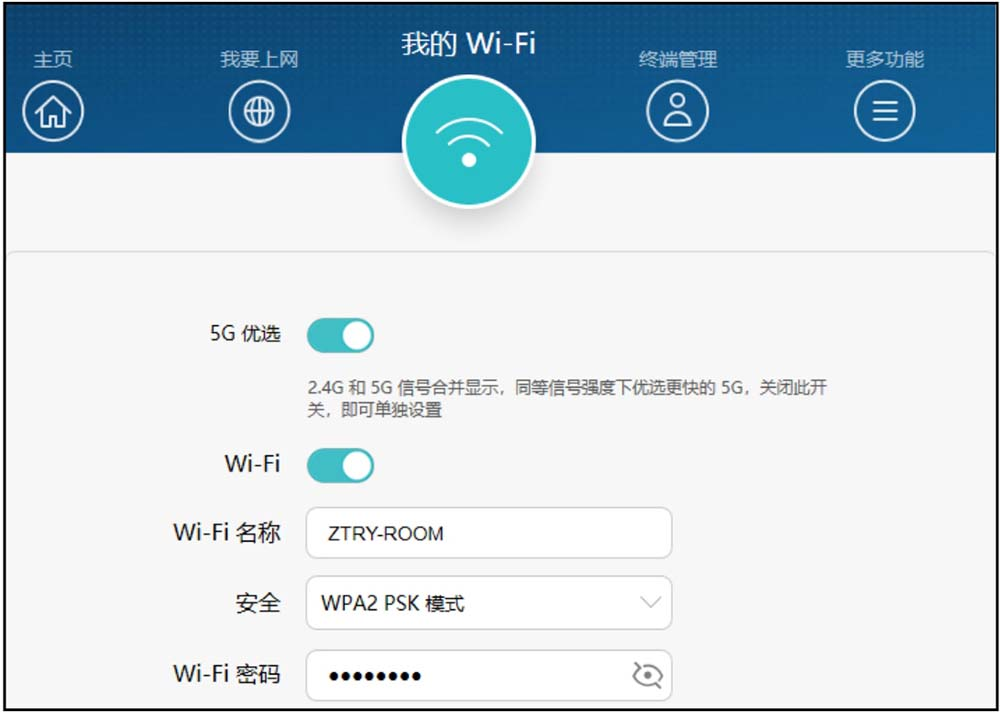 主页
我要上网
我的 Wi-Fi
终端管理
更多功能
5G 优选
2.4G 和 5G 信号合并显示，同等信号强度下优选更快的 5G，关闭此开
关，即可单独设置
Wi-Fi
Wi-Fi 名称 ZTRY-ROOM
安全 WPA2 PSK 模式
Wi-Fi 密码 ••••••••